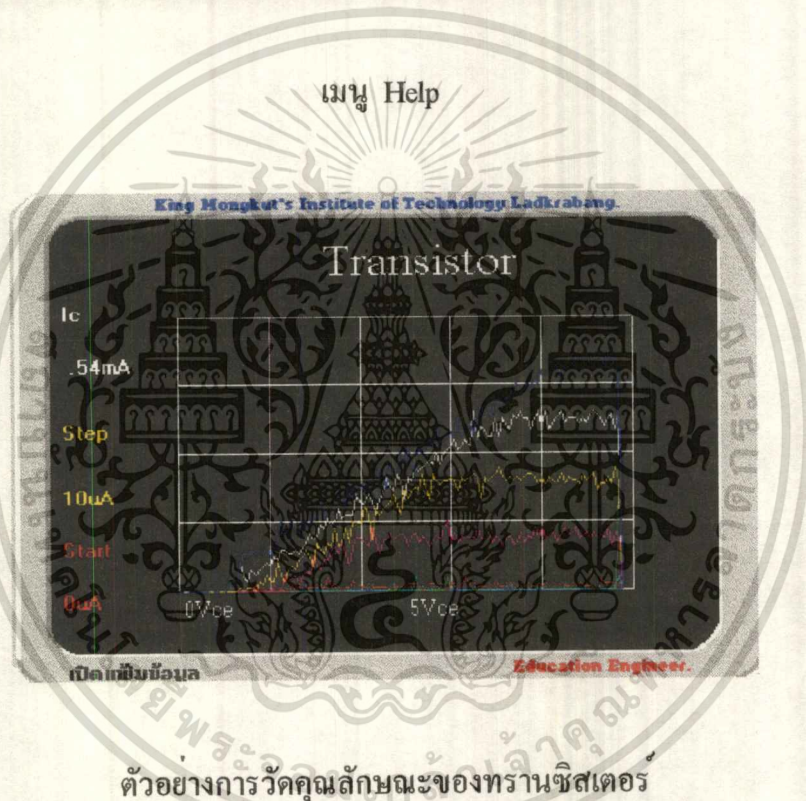 เมนู Help
King Mongkut's Institute of Technology Ladkrabang.
Transistor
Ic
.54mA
Step
10uA
Start
0uA
0Vce
5Vce
เปิดแฟ้มข้อมูล
Education Engineer.
ตัวอย่างการวัดคุณลักษณะของทรานซิสเตอร์